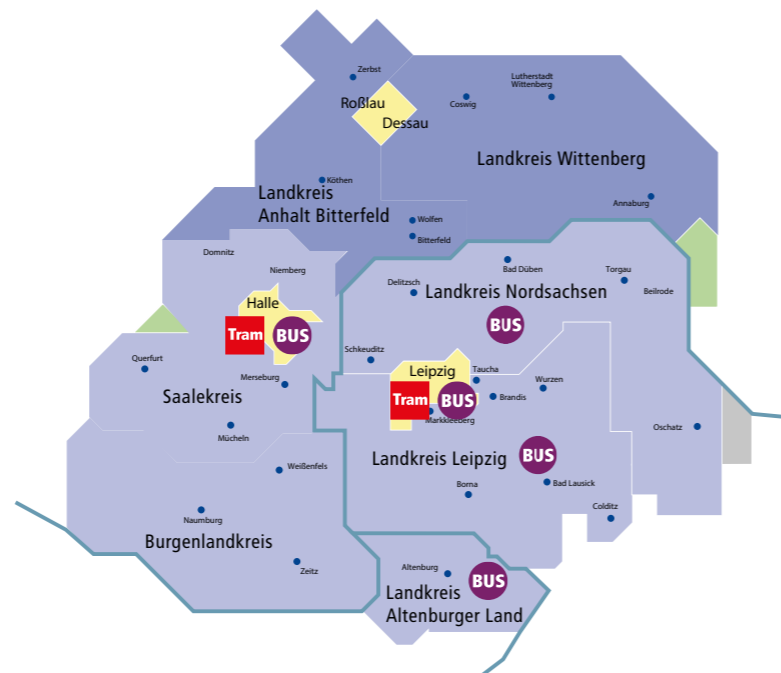 Zerbst
Roßlau
Dessau
Coswig
Lutherstadt
Wittenberg
Landkreis Wittenberg
Köthen
Landkreis
Anhalt Bitterfeld
Annaburg
Wolfen
Bitterfeld
Domnitz
Niemberg
Bad Düben
Torgau
Delitzsch
Landkreis Nordsachsen
Beilrode
Halle
Tram
BUS
BUS
Querfurt
Schkeuditz
Leipzig
Taucha
Merseburg
Wurzen
Saalekreis
Tram
BUS
Brandis
Markkleeberg
Mücheln
Oschatz
Landkreis Leipzig
BUS
Weißenfels
Borna
Bad Lausick
Naumburg
Colditz
Burgenlandkreis
Zeitz
Altenburg
BUS
Landkreis
Altenburger Land